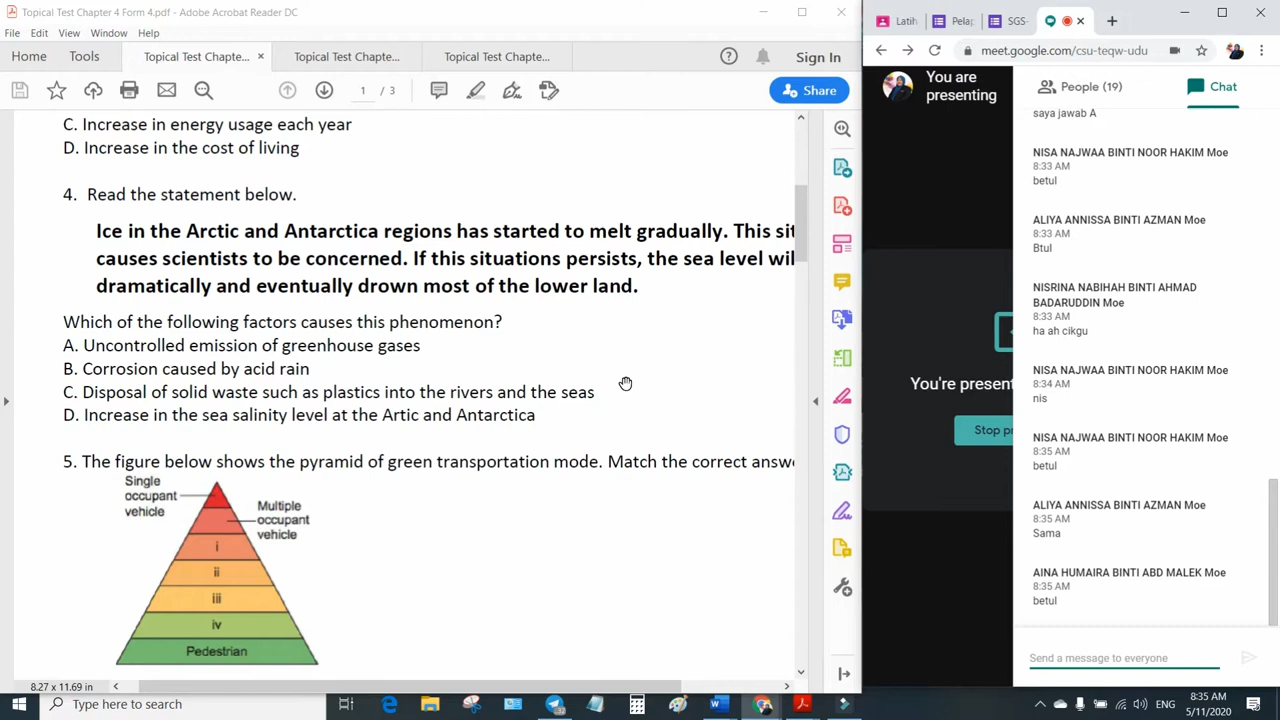 Topical Test Chapter 4 Form 4.pdf - Adobe Acrobat Reader DC
File Edit View Window Help
Home Tools Topical Test Chapte... × Topical Test Chapte... Topical Test Chapte... Sign In
1 / 3 Share
C. Increase in energy usage each year
D. Increase in the cost of living
4. Read the statement below.
Ice in the Arctic and Antarctica regions has started to melt gradually. This sit
causes scientists to be concerned. If this situations persists, the sea level wil
dramatically and eventually drown most of the lower land.
Which of the following factors causes this phenomenon?
A. Uncontrolled emission of greenhouse gases
B. Corrosion caused by acid rain
C. Disposal of solid waste such as plastics into the rivers and the seas
D. Increase in the sea salinity level at the Artic and Antarctica
5. The figure below shows the pyramid of green transportation mode. Match the correct answe
Single
occupant
vehicle
Multiple
occupant
vehicle
i
ii
iii
iv
Pedestrian
8.27 x 11.69 in
Type here to search
Latih
Pelap
SGS-
meet.google.com/csu-teqw-udu
You are
presenting
You're present
Stop pr
People (19)
Chat
saya jawab A
NISA NAJWAA BINTI NOOR HAKIM Moe
8:33 AM
betul
ALIYA ANNISSA BINTI AZMAN Moe
8:33 AM
Btul
NISRINA NABIHAH BINTI AHMAD
BADARUDDIN Moe
8:33 AM
ha ah cikgu
NISA NAJWAA BINTI NOOR HAKIM Moe
8:34 AM
nis
NISA NAJWAA BINTI NOOR HAKIM Moe
8:35 AM
betul
ALIYA ANNISSA BINTI AZMAN Moe
8:35 AM
Sama
AINA HUMAIRA BINTI ABD MALEK Moe
8:35 AM
betul
Send a message to everyone
ENG
8:35 AM
5/11/2020